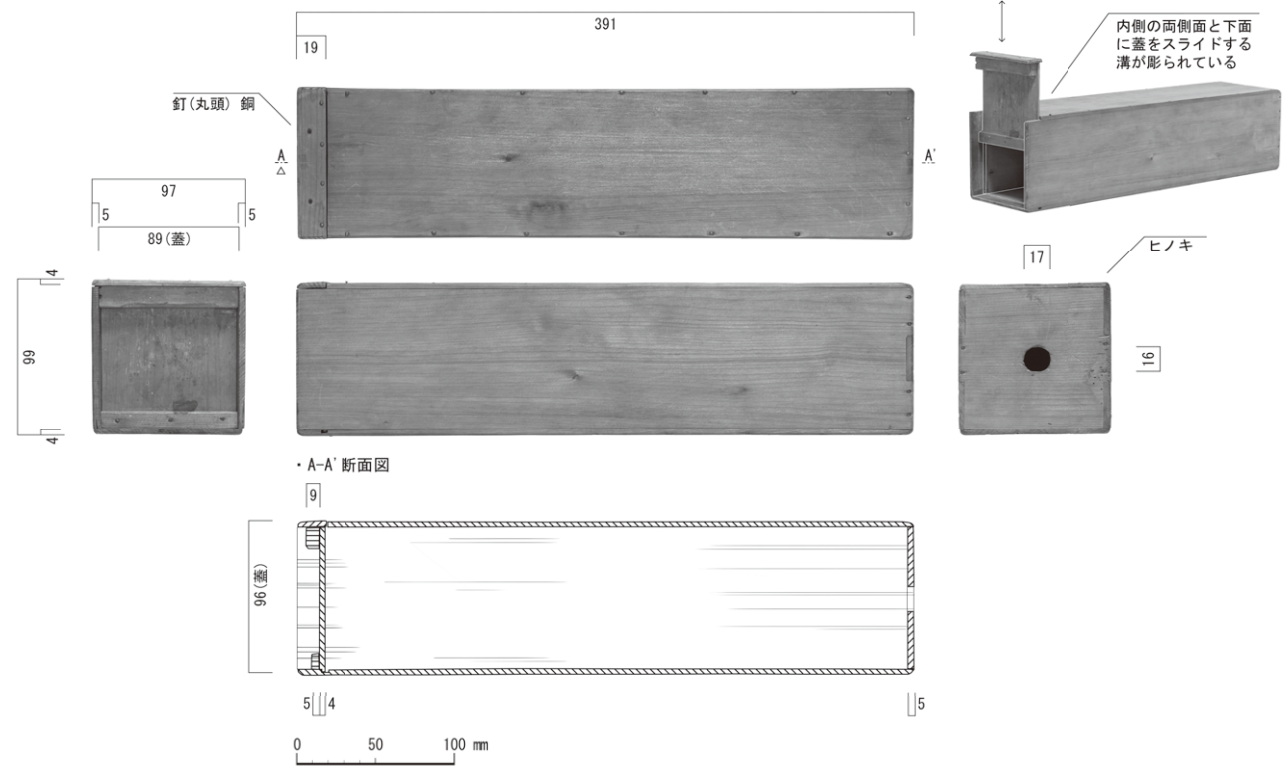 391
19
釘(丸頭) 銅
内側の両側面と下面
に蓋をスライドする
溝が彫られている
A
A'
97
5
5
89(蓋)
4
99
4
17
ヒノキ
16
・A-A'断面図
9
96(蓋)
5
4
5
0 50 100 mm